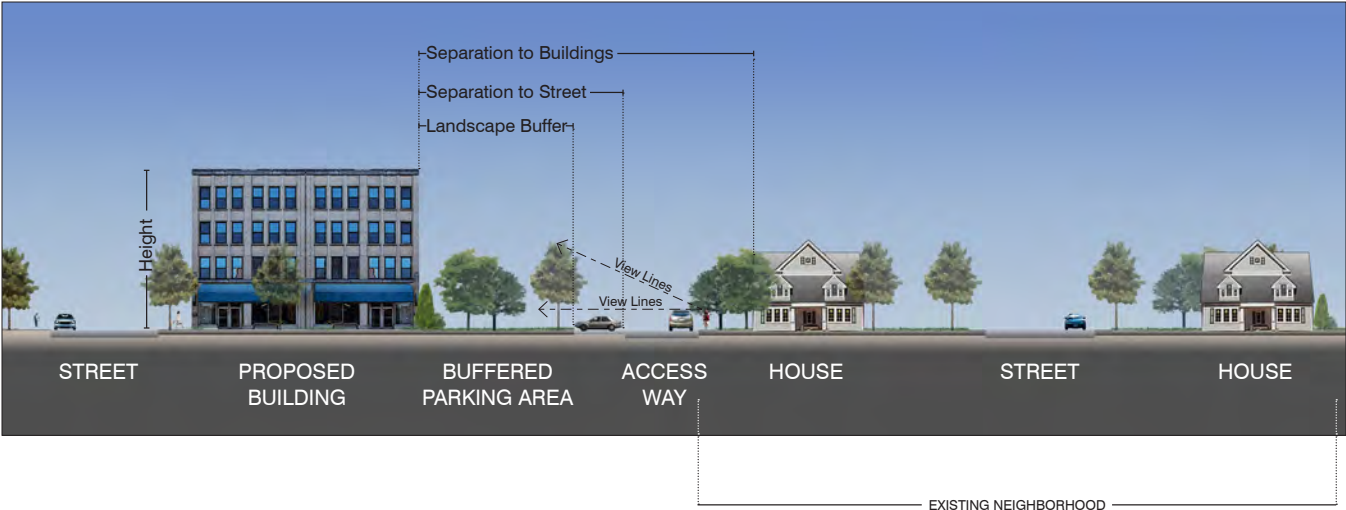 Separation to Buildings
Separation to Street
Landscape Buffer
Height
View Lines
View Lines
STREET
PROPOSED
BUILDING
BUFFERED
PARKING AREA
ACCESS
WAY
HOUSE
STREET
HOUSE
EXISTING NEIGHBORHOOD